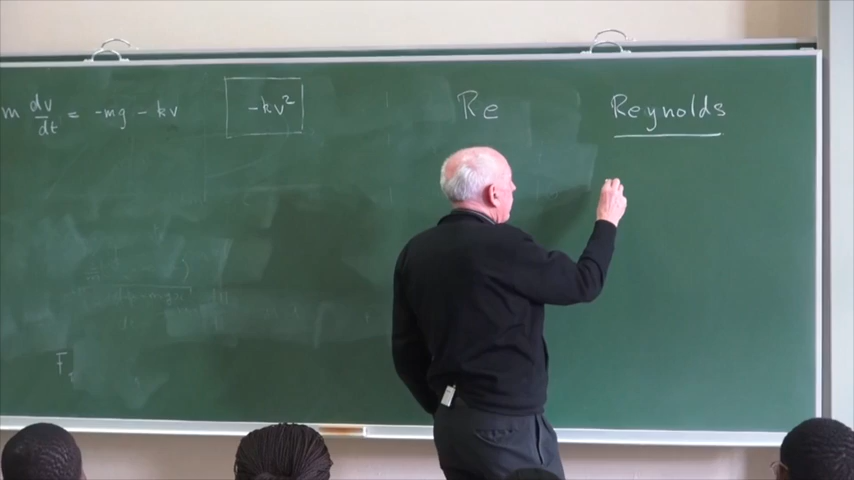 m dv/dt = -mg - kv
-kv²
Re
Reynolds
F